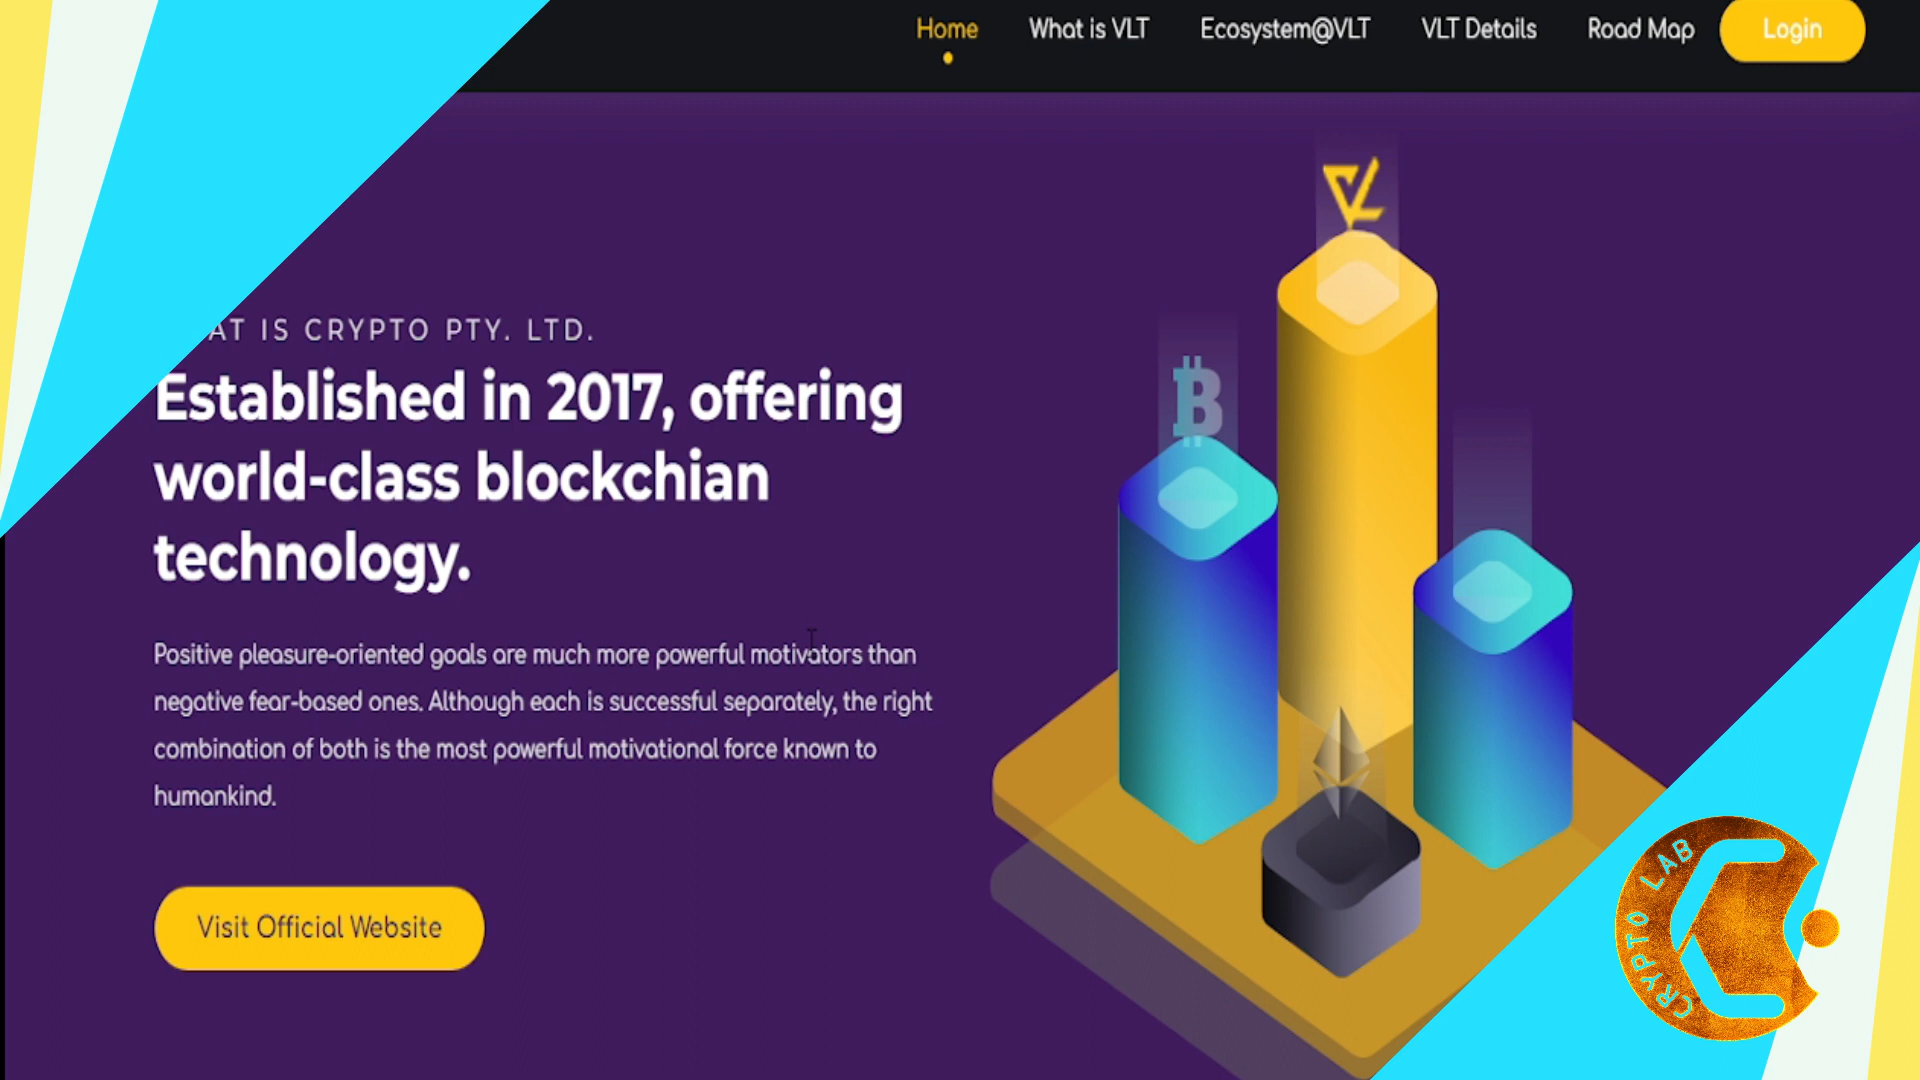 Home What is VLT Ecosystem@VLT VLT Details Road Map Login
AT IS CRYPTO PTY. LTD.
Established in 2017, offering
world-class blockchian
technology.
Positive pleasure-oriented goals are much more powerful motivators than
negative fear-based ones. Although each is successful separately, the right
combination of both is the most powerful motivational force known to
humankind.
Visit Official Website
CRYPTO LAB